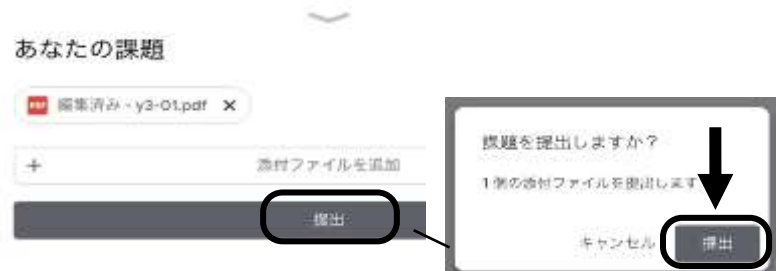 あなたの課題
PDF 編集済み - y3-01.pdf ×
+ 添付ファイルを追加
提出
課題を提出しますか？
1個の添付ファイルを提出します
キャンセル 提出